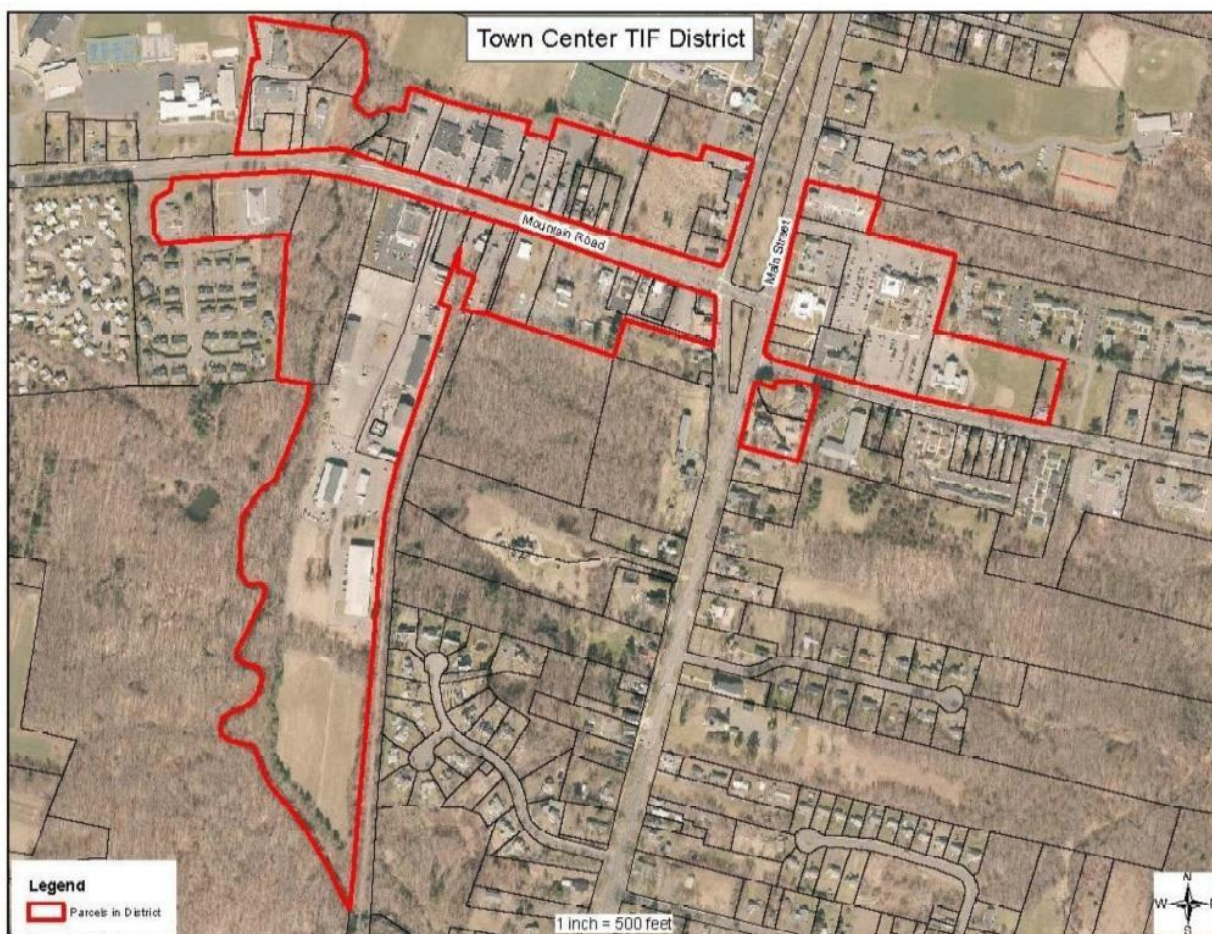 Town Center TIF District
Mountain Road
Main Street
Legend
Parcels in District
1 inch = 500 feet
N
W
S